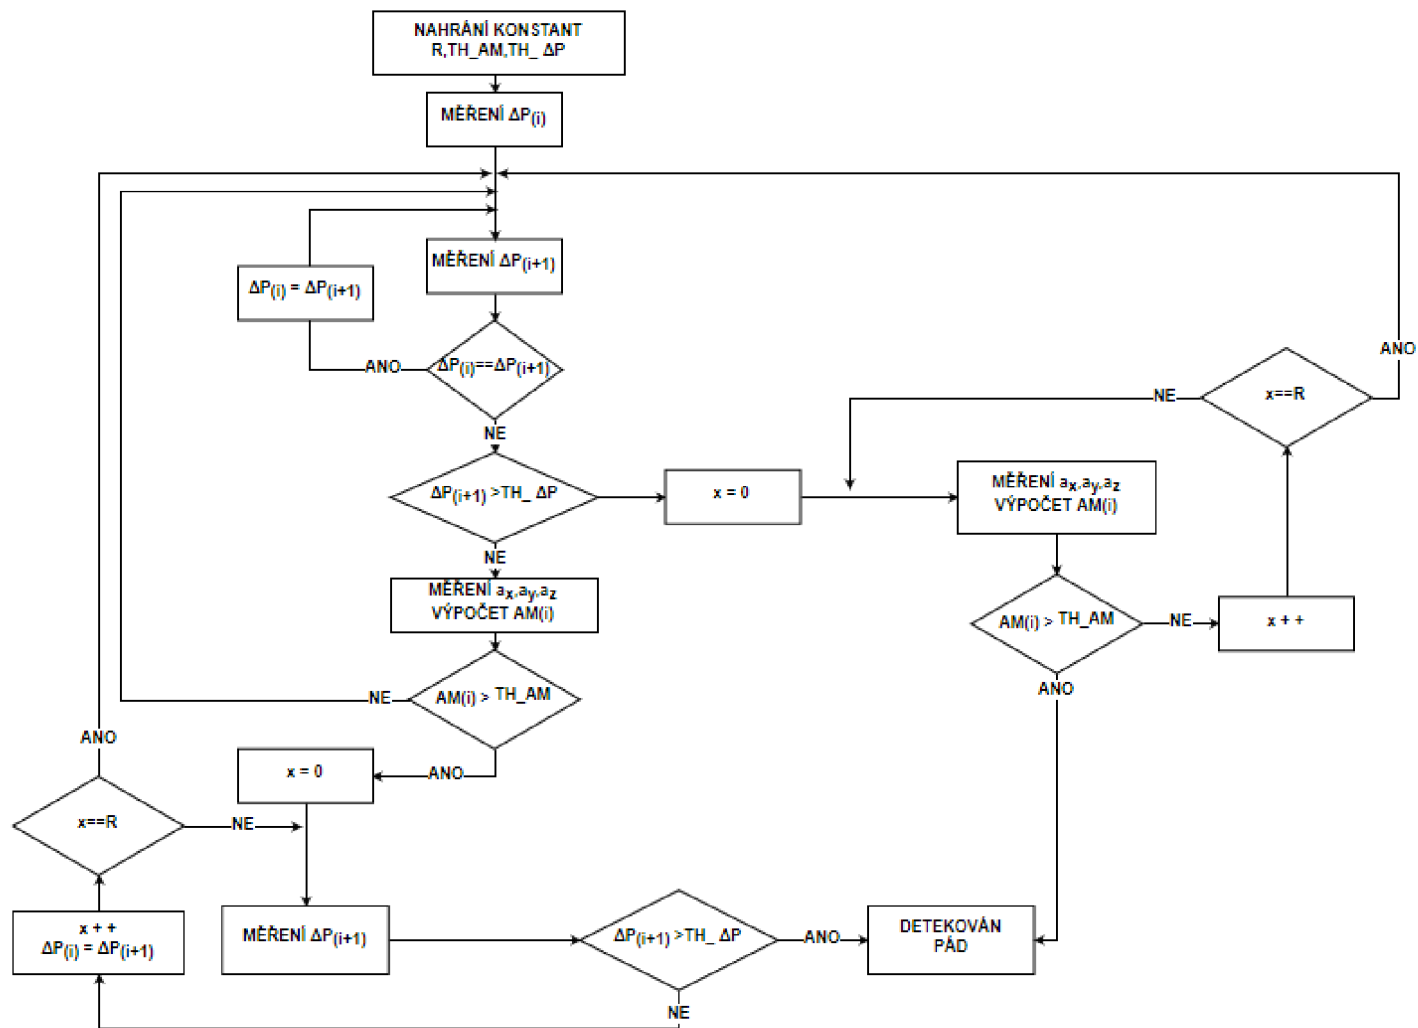 NAHRÁNÍ KONSTANT
R,TH_AM,TH_ ΔP
MĚŘENÍ ΔP(i)
MĚŘENÍ ΔP(i+1)
ΔP(i) = ΔP(i+1)
ANO
ΔP(i)==ΔP(i+1)
ANO
x==R
NE
NE
ΔP(i+1) >TH_ ΔP
x = 0
MĚŘENÍ ax,ay,az
VÝPOČET AM(i)
NE
MĚŘENÍ ax,ay,az
VÝPOČET AM(i)
AM(i) > TH_AM
NE
x + +
ANO
NE
AM(i) > TH_AM
ANO
x = 0
ANO
x==R
NE
x + +
ΔP(i) = ΔP(i+1)
MĚŘENÍ ΔP(i+1)
ΔP(i+1) >TH_ ΔP
ANO
DETEKOVÁN
PÁD
NE